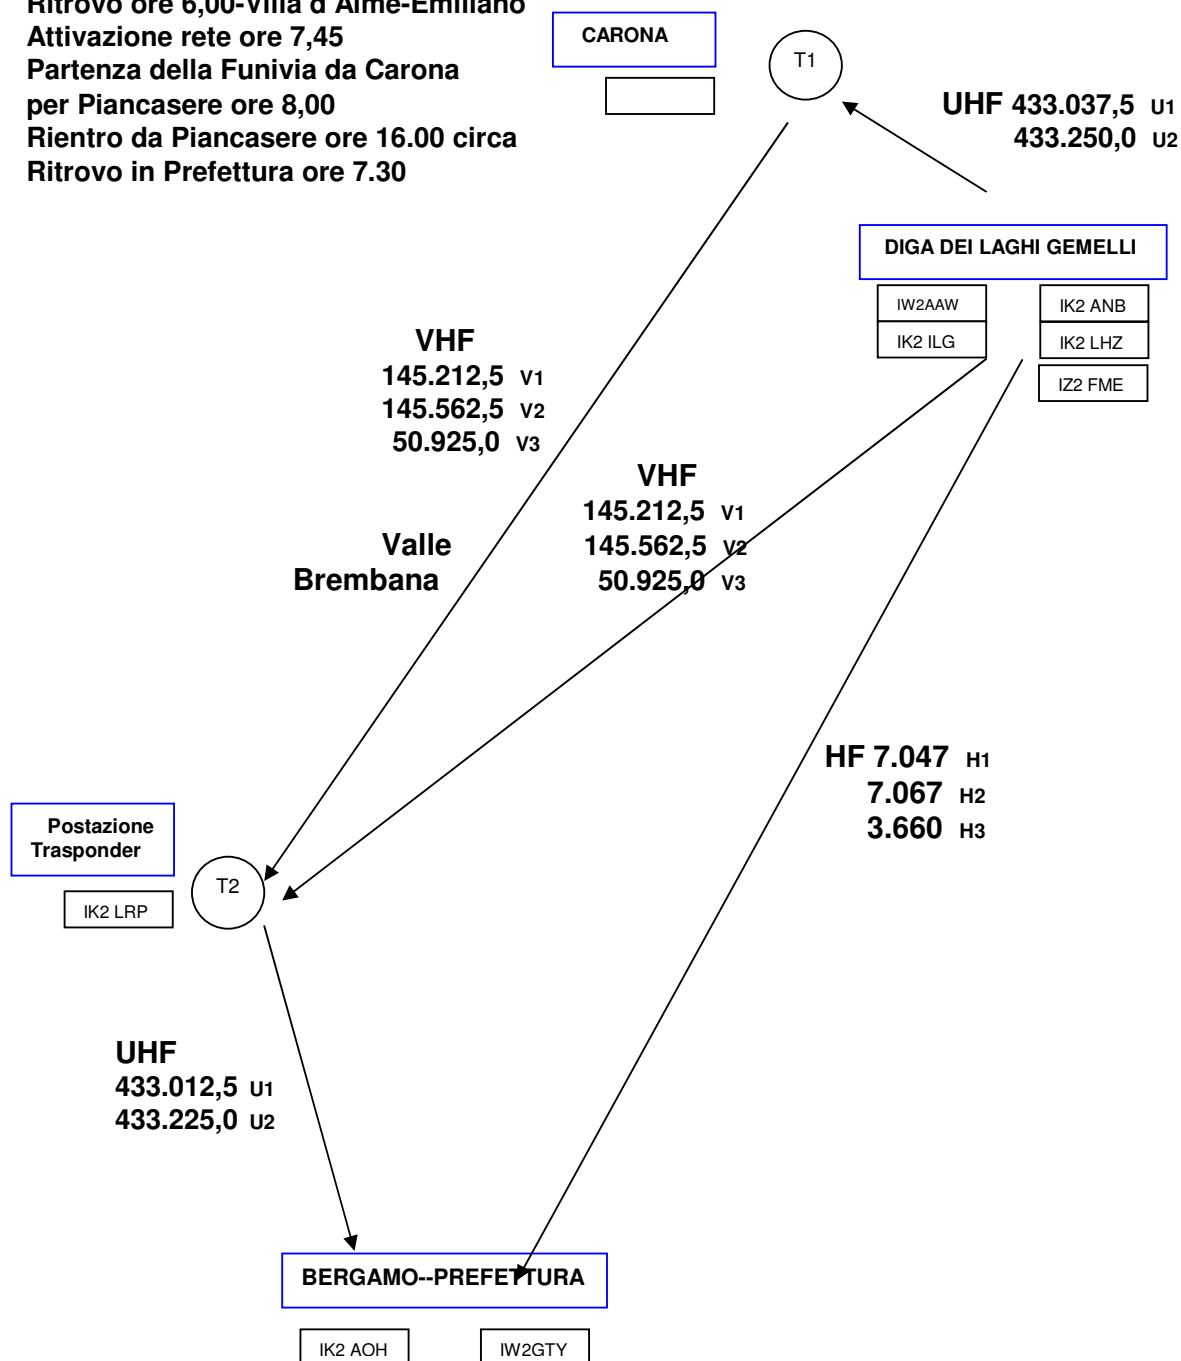 Ritrovo ore 6,00-Villa d'Almè-Emiliano
Attivazione rete ore 7,45
Partenza della Funivia da Carona
per Piancasere ore 8,00
Rientro da Piancasere ore 16.00 circa
Ritrovo in Prefettura ore 7.30
CARONA
T1
UHF 433.037,5 U1
433.250,0 U2
DIGA DEI LAGHI GEMELLI
IW2AAW
IK2 ANB
IK2 ILG
IK2 LHZ
IZ2 FME
VHF
145.212,5 V1
145.562,5 V2
50.925,0 V3
VHF
145.212,5 V1
145.562,5 V2
50.925,0 V3
Valle
Brembana
HF 7.047 H1
7.067 H2
3.660 H3
Postazione
Trasponder
T2
IK2 LRP
UHF
433.012,5 U1
433.225,0 U2
BERGAMO--PREFETTURA
IK2 AOH
IW2GTY